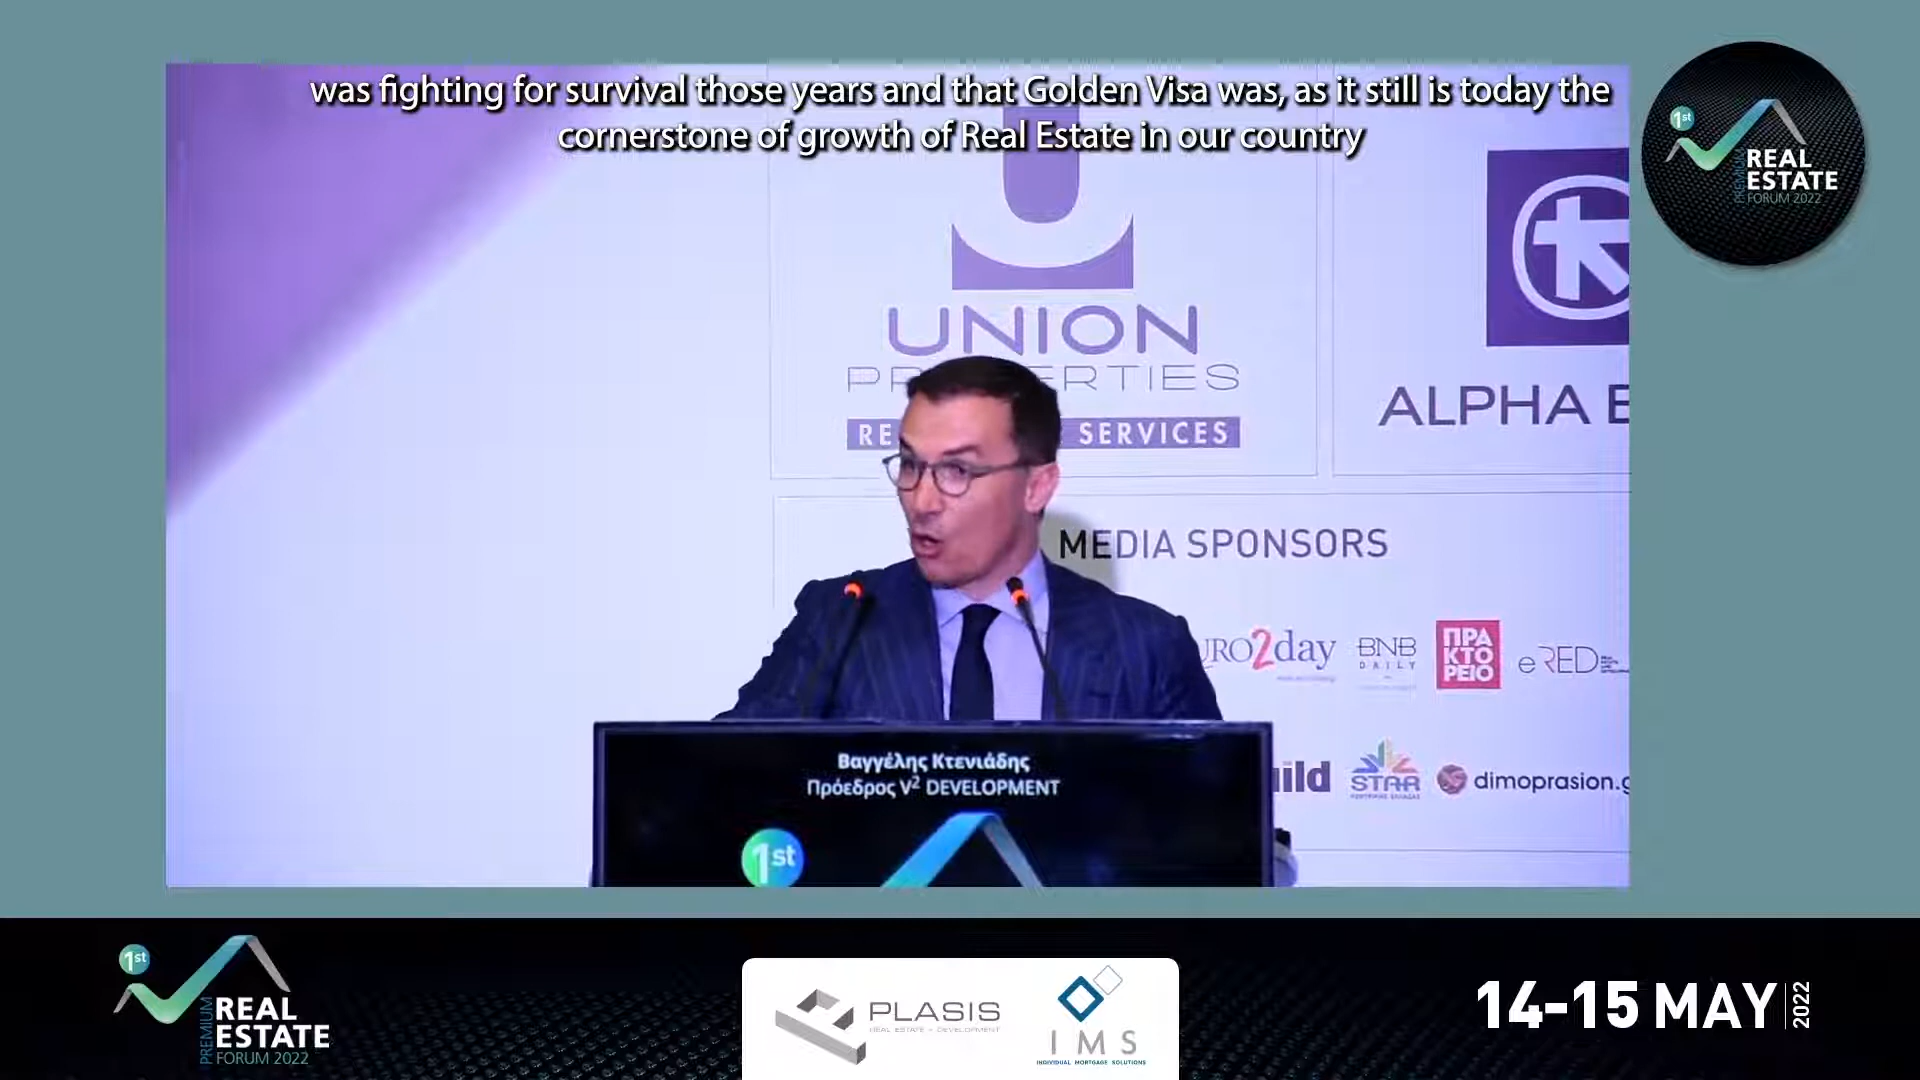 was fighting for survival those years and that Golden Visa was, as it still is today the
cornerstone of growth of Real Estate in our country
1st
REAL
ESTATE
PREMIUM
FORUM 2022
UNION
SERVICES
ALPHA
MEDIA SPONSORS
2day
BNB
DAILY
ΠΡΑ
ΚΤΟ
ΡΕΙΟ
eRED
STAR
dimoprasion.g
Βαγγέλης Κτενιάδης
Πρόεδρος V² DEVELOPMENT
1st
1st
REAL
ESTATE
PREMIUM
FORUM 2022
PLASIS
REAL ESTATE - DEVELOPMENT
IMS
INDIVIDUAL MORTGAGE SOLUTIONS
14-15 MAY 2022